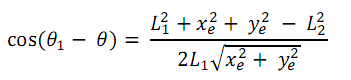 cos(θ₁ − θ) = (L₁² + xₑ² + yₑ² − L₂²) / (2L₁√(xₑ² + yₑ²))